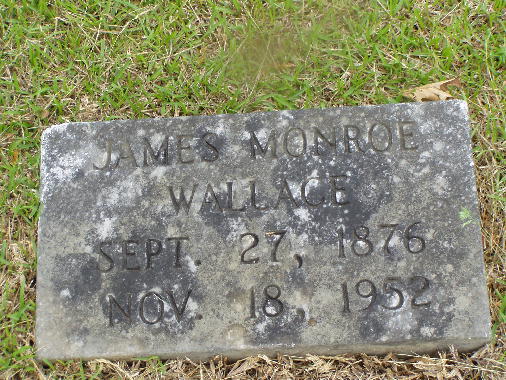 JAMES MONROE
WALLACE
SEPT. 27, 1876
NOV. 18, 1952